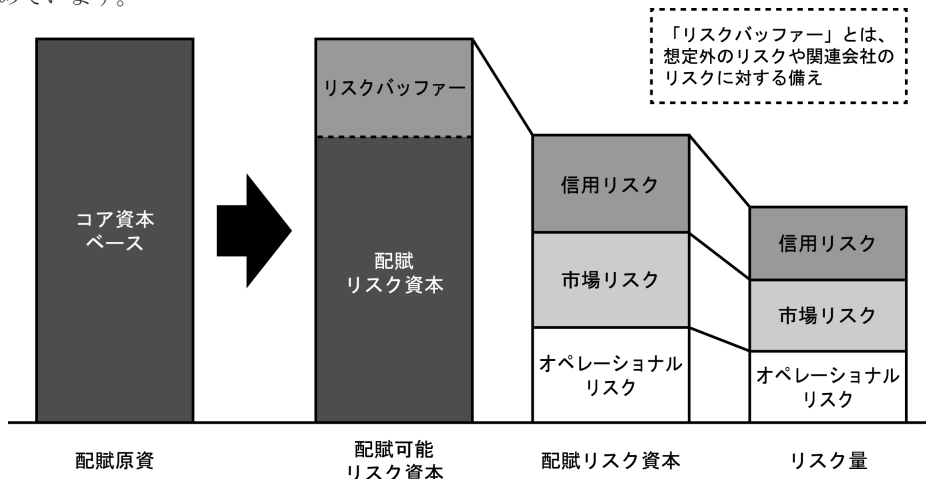 めています。
「リスクバッファー」とは、
想定外のリスクや関連会社の
リスクに対する備え
リスクバッファー
コア資本
ベース
配賦
リスク資本
信用リスク
市場リスク
オペレーショナル
リスク
信用リスク
市場リスク
オペレーショナル
リスク
配賦原資
配賦可能
リスク資本
配賦リスク資本
リスク量